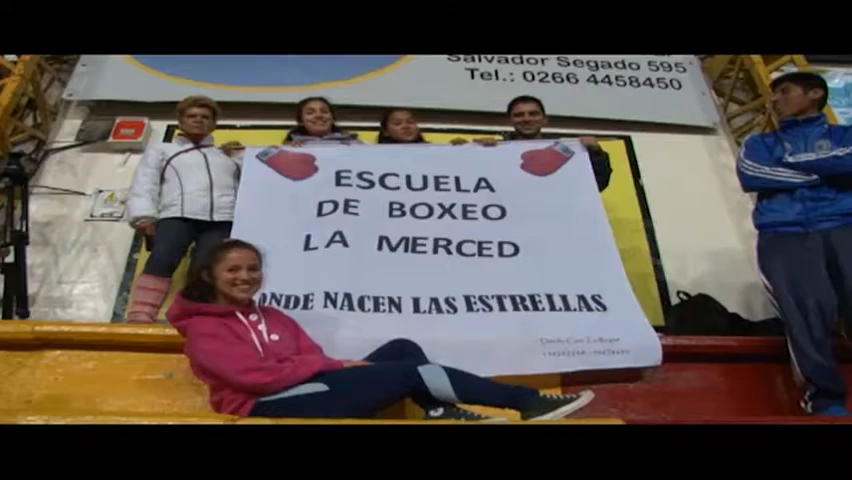 Salvador Segado 595
Tel.: 0266 4458450
ESCUELA
DE BOXEO
LA MERCED
NDE NACEN LAS ESTRELLAS